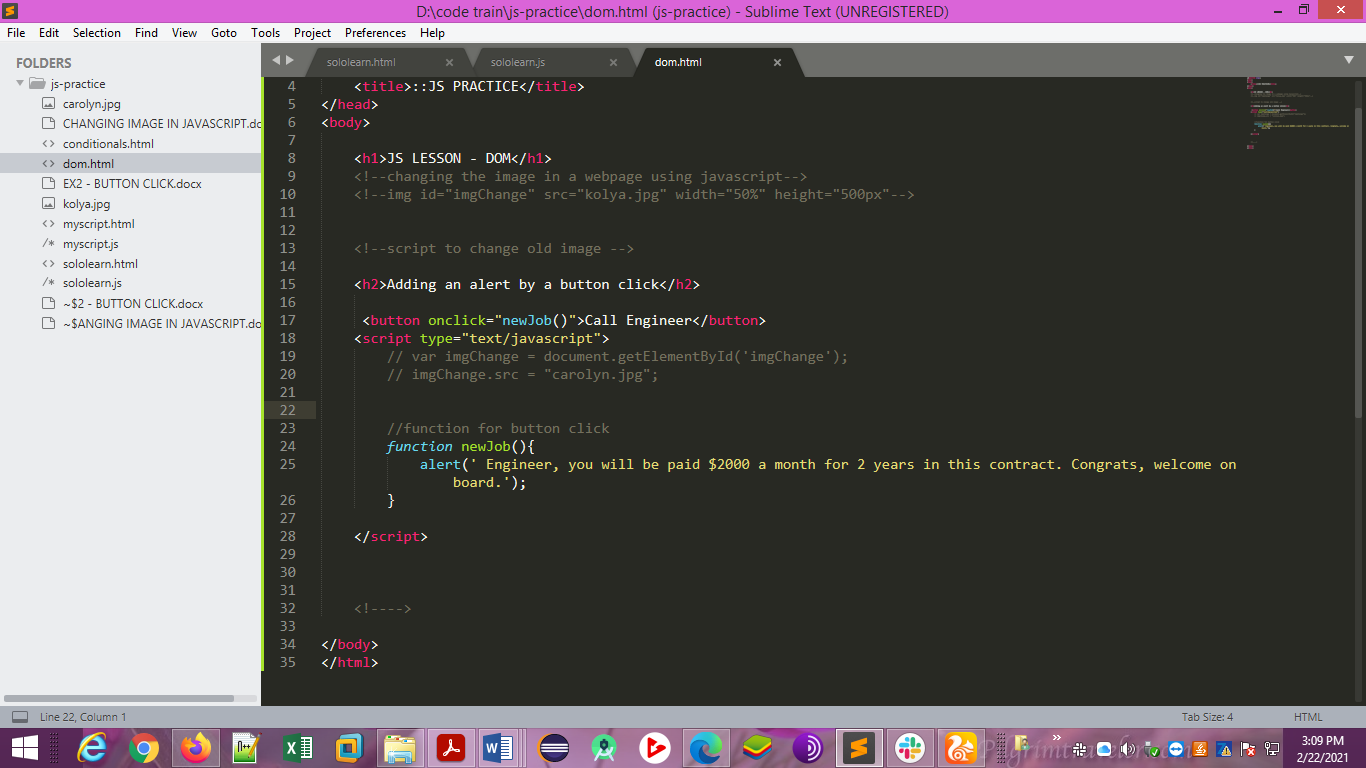 D:\code train\js-practice\dom.html (js-practice) - Sublime Text (UNREGISTERED)
File Edit Selection Find View Goto Tools Project Preferences Help
FOLDERS
js-practice
carolyn.jpg
CHANGING IMAGE IN JAVASCRIPT.do
conditionals.html
dom.html
EX2 - BUTTON CLICK.docx
kolya.jpg
myscript.html
myscript.js
sololearn.html
sololearn.js
~$2 - BUTTON CLICK.docx
~$ANGING IMAGE IN JAVASCRIPT.do
sololearn.html sololearn.js dom.html
4 <title>::JS PRACTICE</title>
5 </head>
6 <body>
7
8 <h1>JS LESSON - DOM</h1>
9 <!--changing the image in a webpage using javascript-->
10 <!--img id="imgChange" src="kolya.jpg" width="50%" height="500px"-->
11
12
13 <!--script to change old image -->
14
15 <h2>Adding an alert by a button click</h2>
16
17 <button onclick="newJob()">Call Engineer</button>
18 <script type="text/javascript">
19 // var imgChange = document.getElementById('imgChange');
20 // imgChange.src = "carolyn.jpg";
21
22
23 //function for button click
24 function newJob(){
25 alert(' Engineer, you will be paid $2000 a month for 2 years in this contract. Congrats, welcome on
board.');
26 }
27
28 </script>
29
30
31
32 <!---->
33
34 </body>
35 </html>
Line 22, Column 1
Tab Size: 4
HTML
3:09 PM
2/22/2021